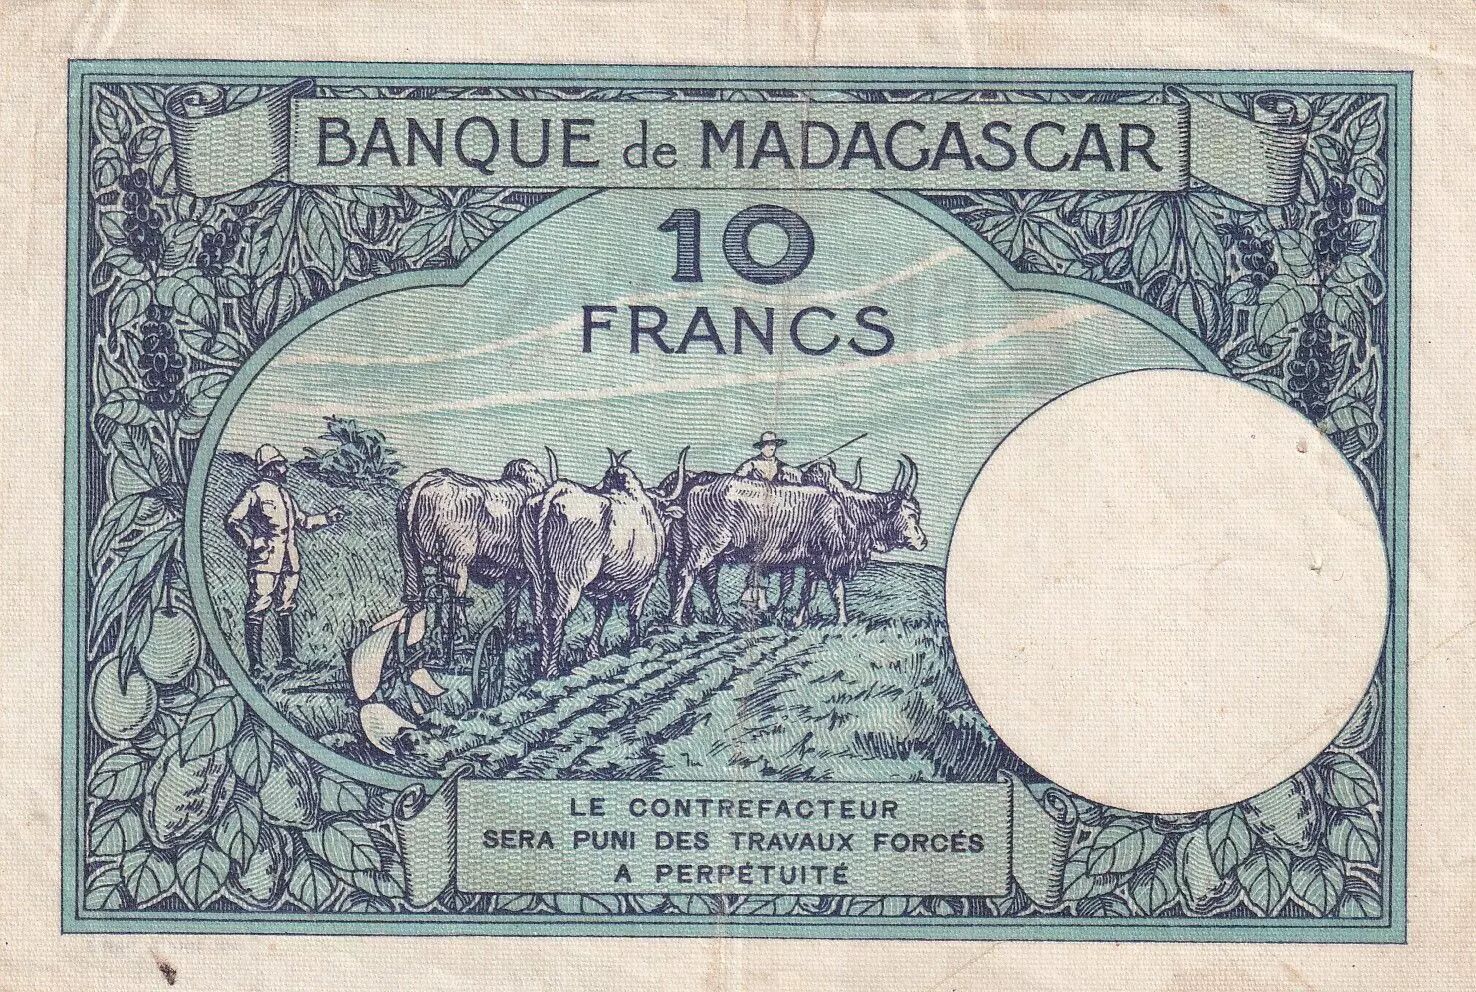 BANQUE de MADAGASCAR
10
FRANCS
LE CONTREFACTEUR
SERA PUNI DES TRAVAUX FORCÉS
A PERPÉTUITÉ